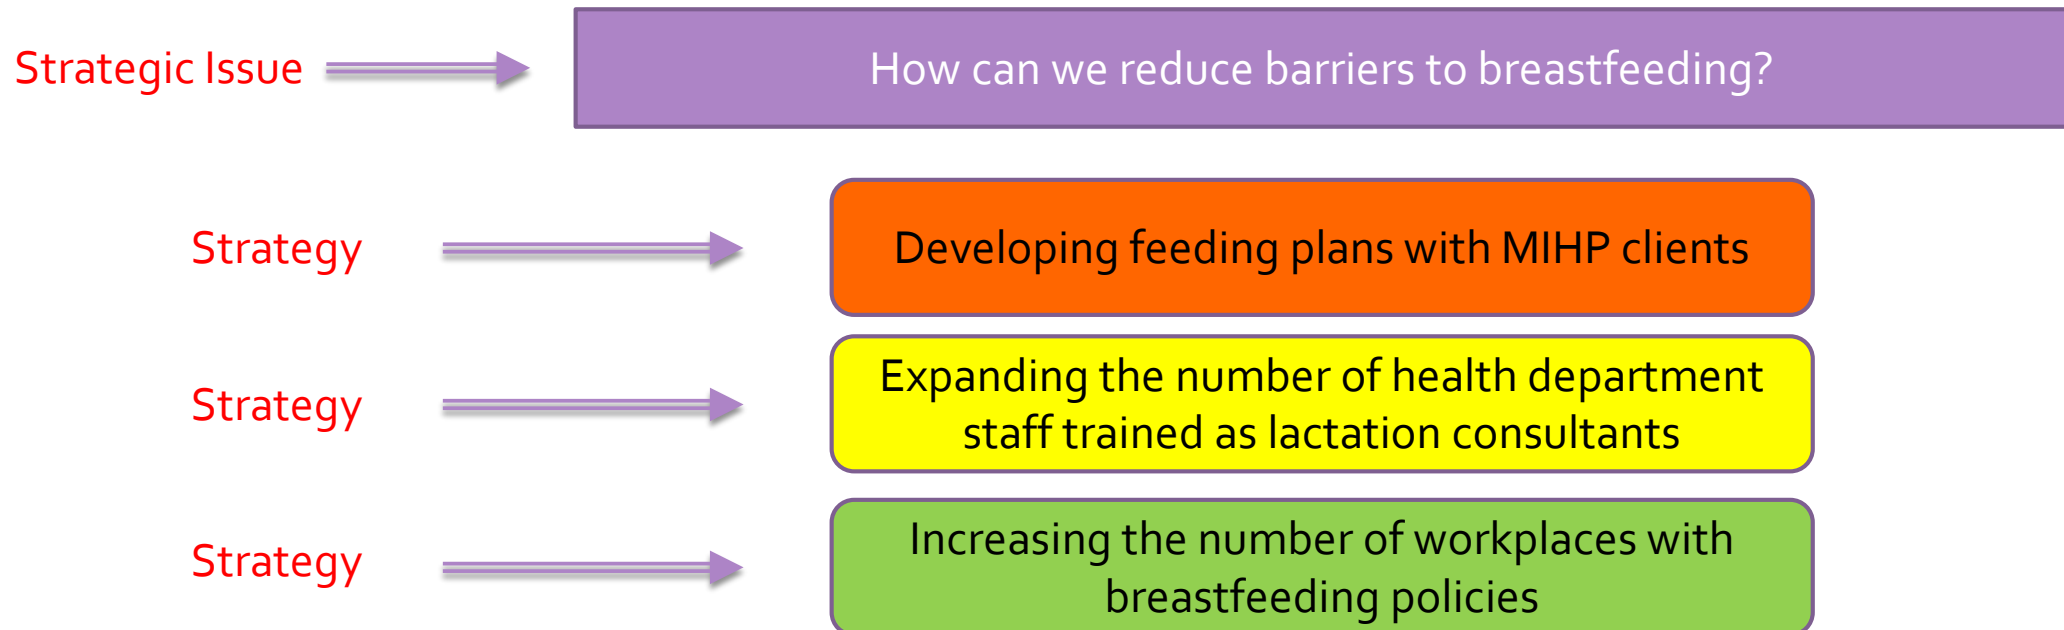 Strategic Issue
How can we reduce barriers to breastfeeding?
Strategy
Developing feeding plans with MIHP clients
Strategy
Expanding the number of health department
staff trained as lactation consultants
Strategy
Increasing the number of workplaces with
breastfeeding policies